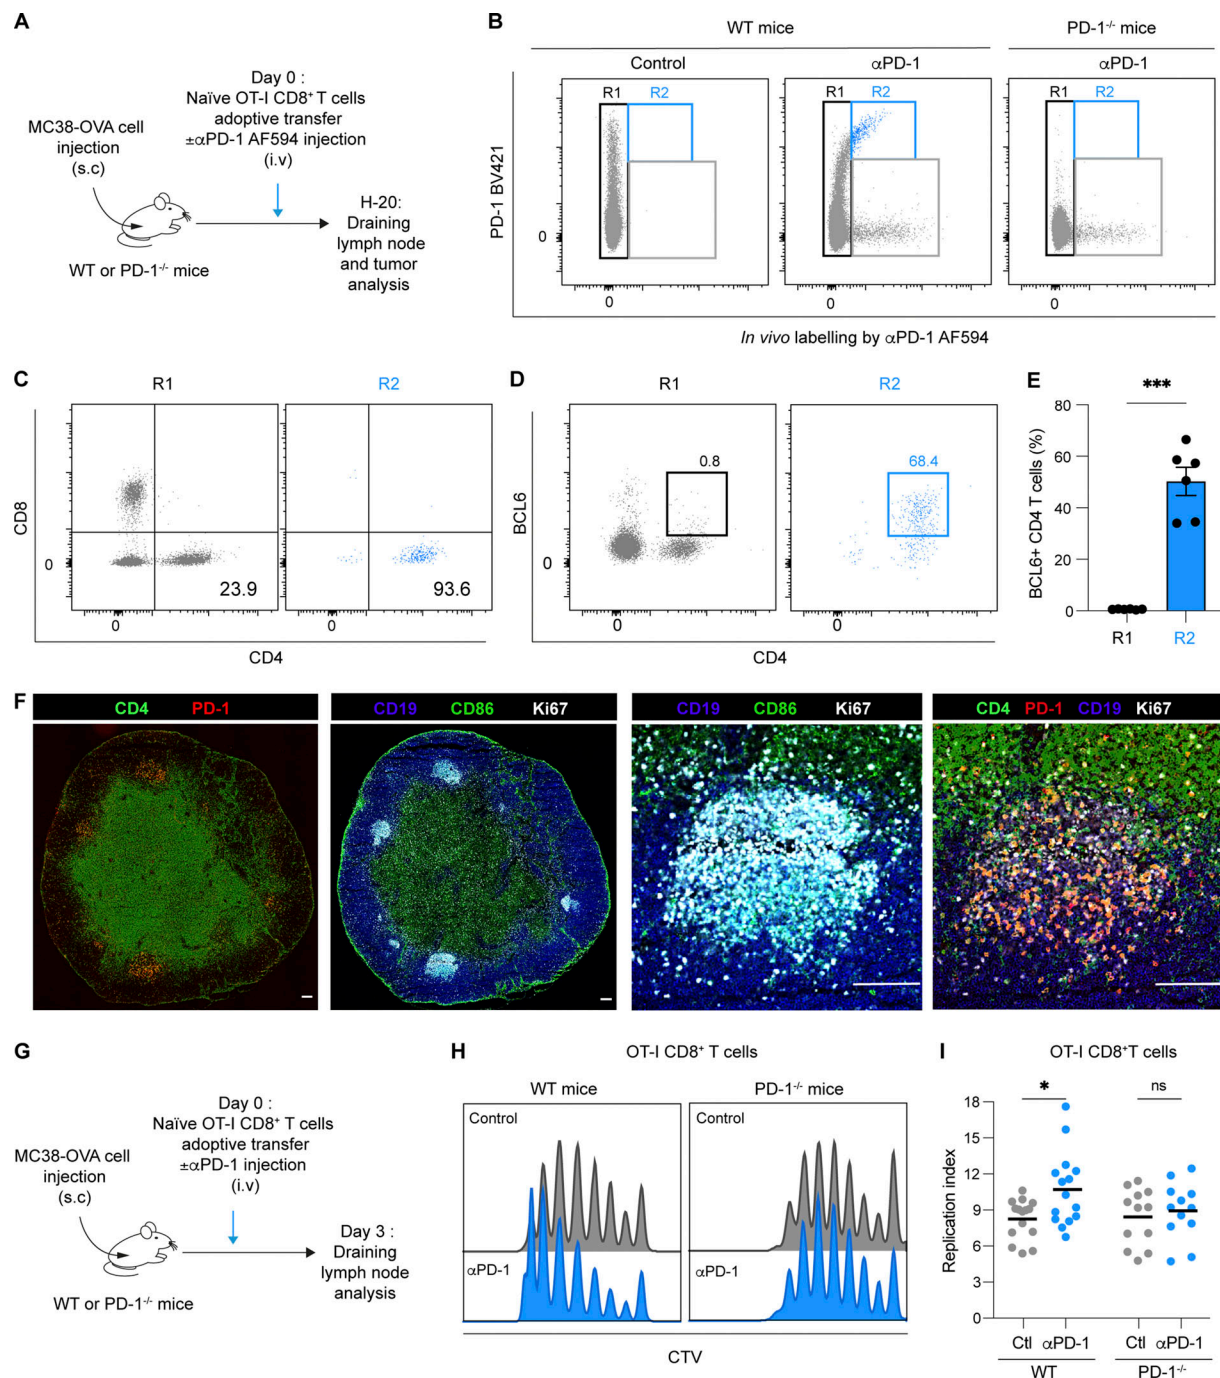 A
Day 0 :
Naïve OT-I CD8⁺ T cells
adoptive transfer
±αPD-1 AF594 injection
(i.v)
MC38-OVA cell
injection
(s.c)
H-20:
Draining
lymph node
and tumor
analysis
WT or PD-1⁻/⁻ mice
B
WT mice
PD-1⁻/⁻ mice
Control
αPD-1
αPD-1
R1 R2
R1 R2
R1 R2
PD-1 BV421
0
0
0
0
In vivo labelling by αPD-1 AF594
C
R1
R2
CD8
0
23.9
93.6
0
0
CD4
D
R1
R2
BCL6
0.8
68.4
0
0
0
CD4
E
***
BCL6+ CD4 T cells (%)
80
60
40
20
0
R1
R2
F
CD4 PD-1
CD19 CD86 Ki67
CD19 CD86 Ki67
CD4 PD-1 CD19 Ki67
G
Day 0 :
Naïve OT-I CD8⁺ T cells
adoptive transfer
±αPD-1 injection
(i.v)
MC38-OVA cell
injection
(s.c)
Day 3 :
Draining
lymph node
analysis
WT or PD-1⁻/⁻ mice
H
OT-I CD8⁺ T cells
WT mice
PD-1⁻/⁻ mice
Control
Control
αPD-1
αPD-1
CTV
I
OT-I CD8⁺T cells
*
ns
Replication index
18
15
12
9
6
3
0
Ctl αPD-1
Ctl αPD-1
WT
PD-1⁻/⁻